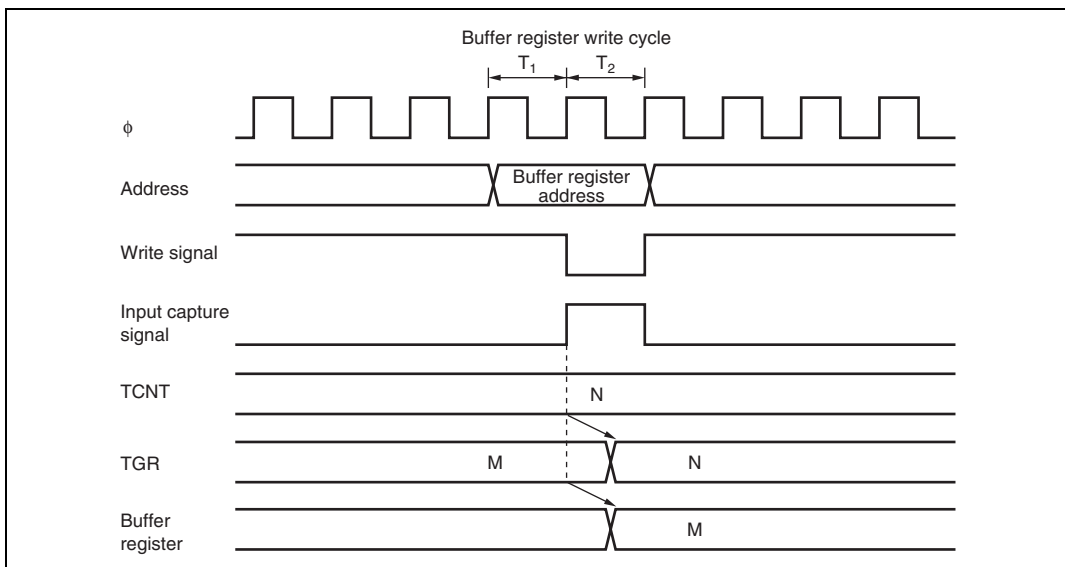 Buffer register write cycle
T₁ T₂
ϕ
Buffer register
Address address
Write signal
Input capture
signal
TCNT
N
TGR M N
Buffer
register M